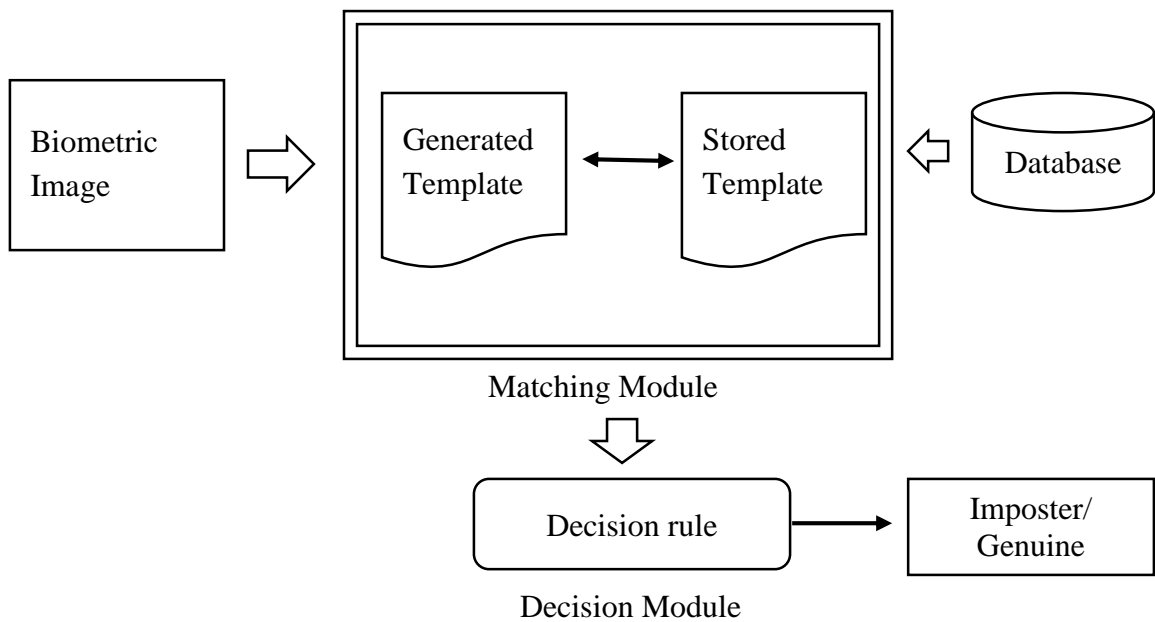 Biometric
Image
Generated
Template
Stored
Template
Database
Matching Module
Decision rule
Imposter/
Genuine
Decision Module